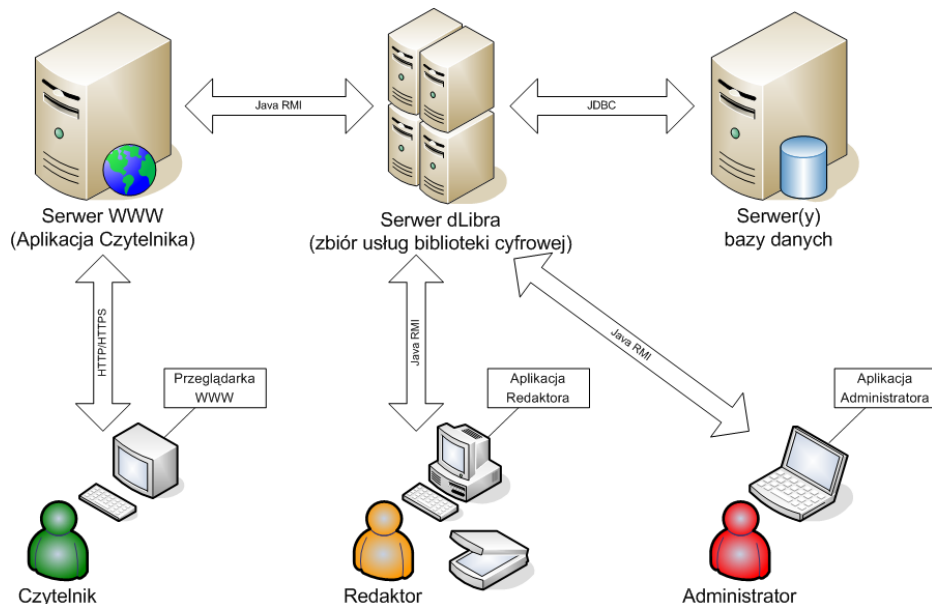 Java RMI
JDBC
Serwer WWW
(Aplikacja Czytelnika)
Serwer dLibra
(zbiór usług biblioteki cyfrowej)
Serwer(y)
bazy danych
HTTP/HTTPS
Java RMI
Java RMI
Przeglądarka
WWW
Aplikacja
Redaktora
Aplikacja
Administratora
Czytelnik
Redaktor
Administrator